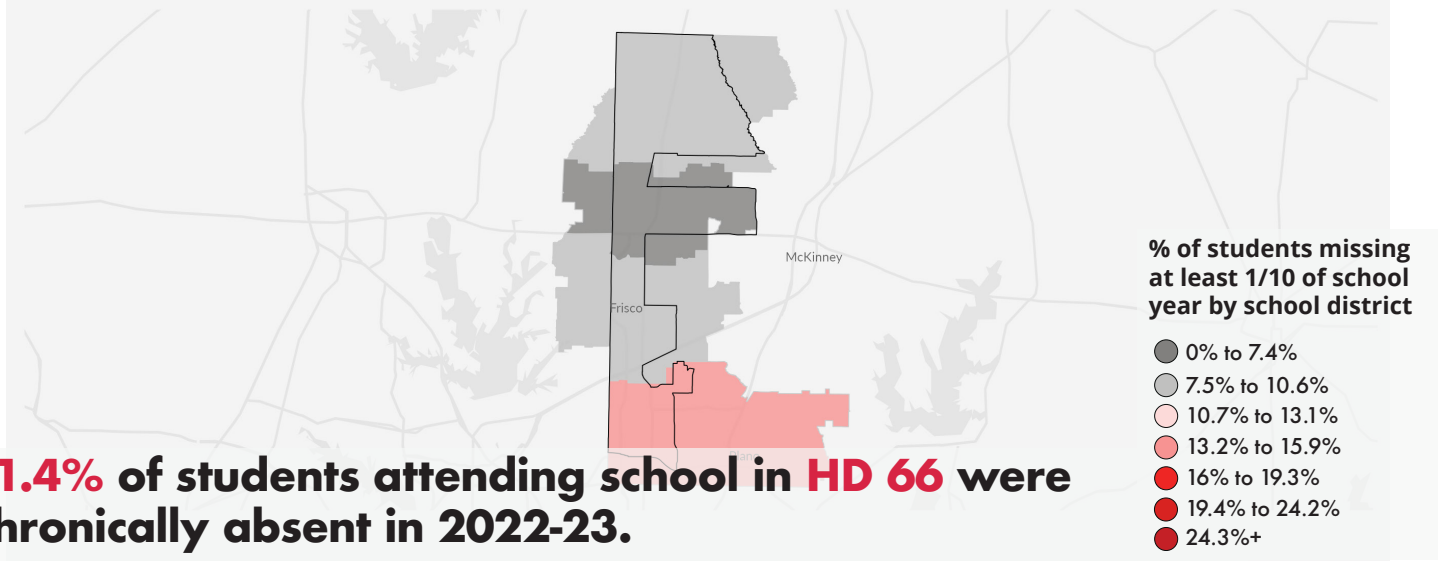 McKinney
Frisco
Plano
% of students missing
at least 1/10 of school
year by school district
0% to 7.4%
7.5% to 10.6%
10.7% to 13.1%
13.2% to 15.9%
16% to 19.3%
19.4% to 24.2%
24.3%+
1.4% of students attending school in HD 66 were
hronically absent in 2022-23.